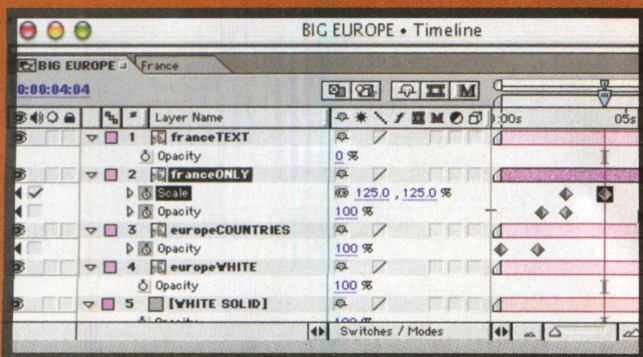 BIG EUROPE • Timeline
BIG EUROPE France
0:00:04:04
# Layer Name :00s 05s
1 franceTEXT
Opacity 0 %
2 franceONLY
Scale 125.0 , 125.0 %
Opacity 100 %
3 europeCOUNTRIES
Opacity 100 %
4 europeWHITE
Opacity 100 %
5 [WHITE SOLID]
Switches / Modes